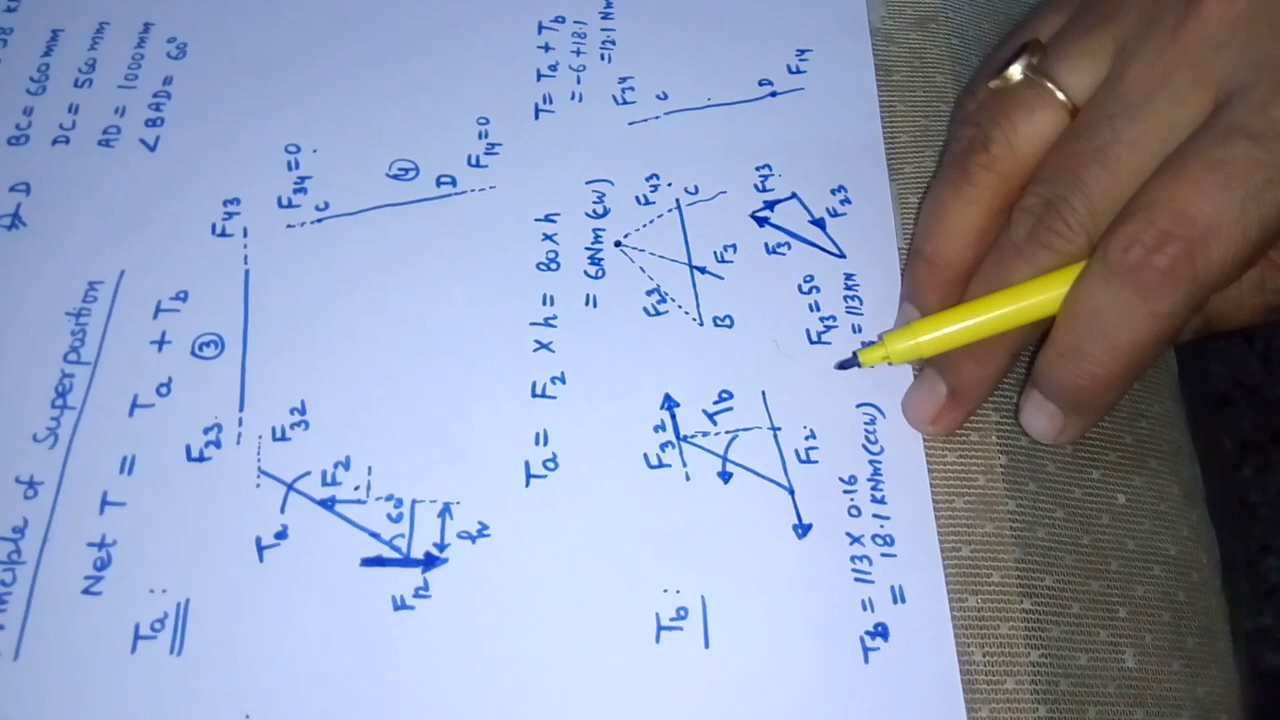 BC = 660 mm
DC = 560 mm
AD = 1000 mm
∠BAD = 60°
D
of Superposition
Net T = Ta + Tb
Ta :
Ta
F32
F2
60°
F12
h
F23
③
F43
F34 = 0
C
④
D
F14 = 0
Ta = F2 × h = 80 × h
= 6 KNm (cw)
Tb :
F32
Tb
F12
F23
F43
B
C
F3
F3
F43
F23
F43 = 50
= 113 KN
F34
C
D
F14
Tb = 113 × 0.16
= 18.1 KNm (ccw)
T = Ta + Tb
= -6 + 18.1
= 12.1 Nm